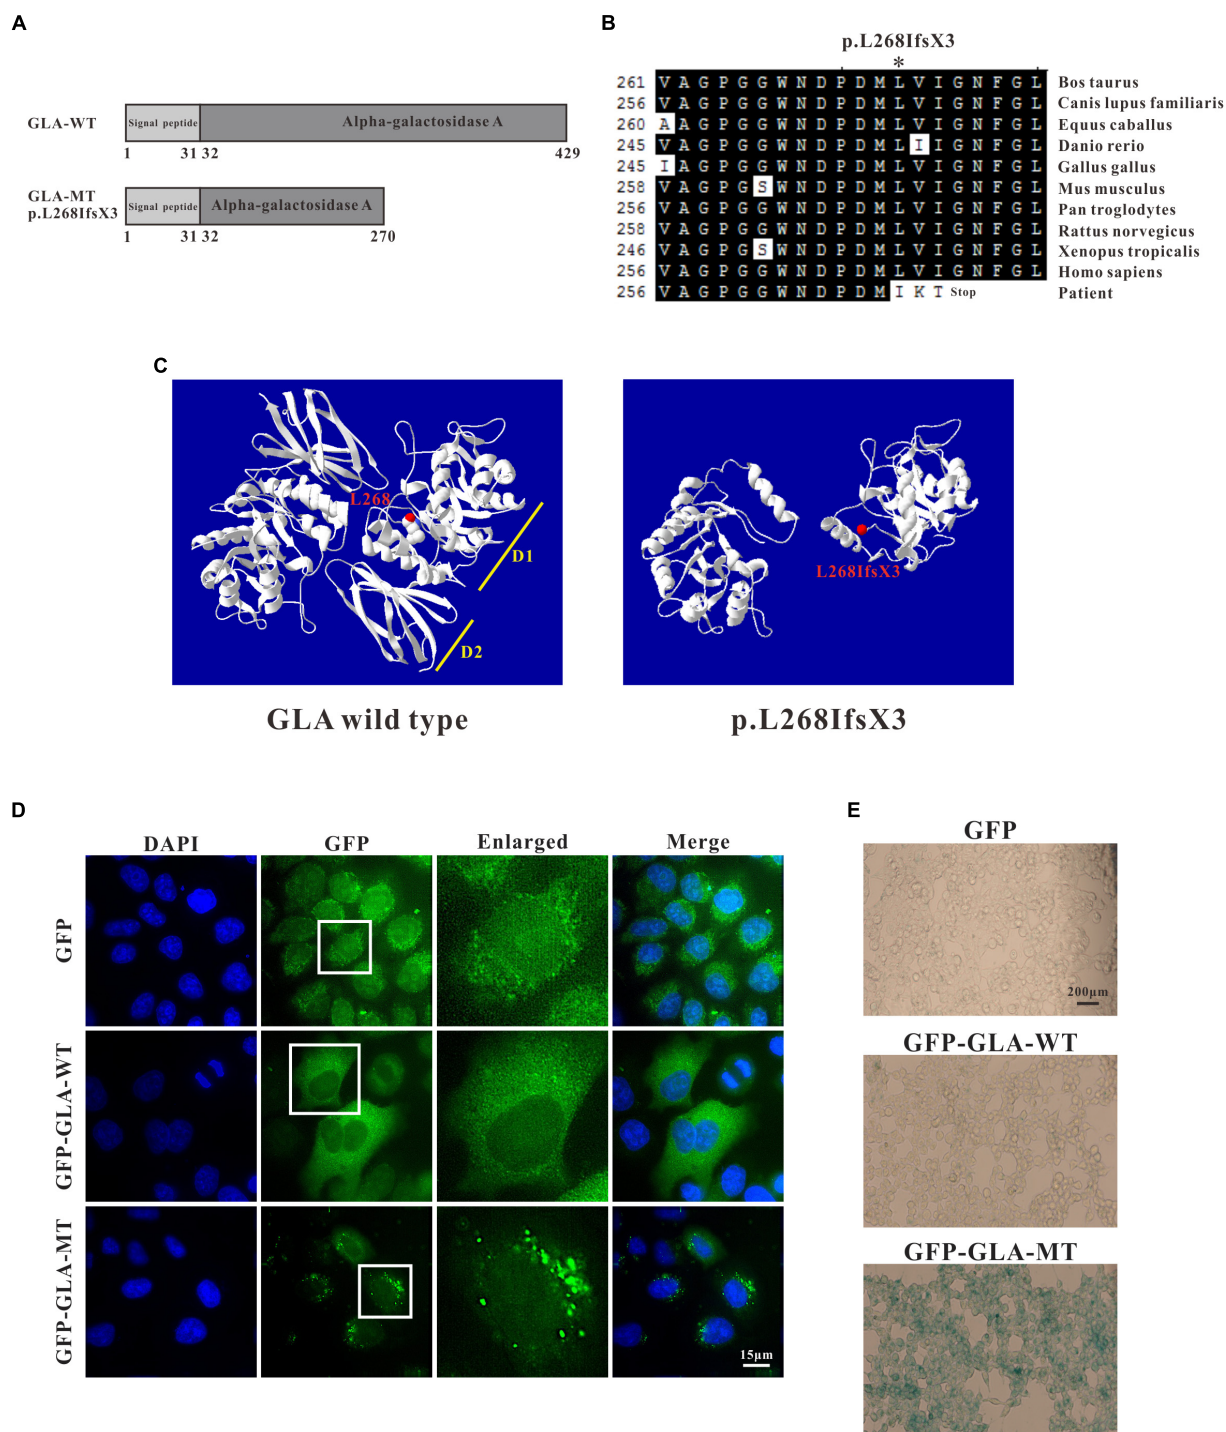 A
GLA-WT
Signal peptide
Alpha-galactosidase A
1 31 32 429
GLA-MT
p.L268IfsX3
Signal peptide
Alpha-galactosidase A
1 31 32 270
B
p.L268IfsX3
*
261 V A G P G G W N D P D M L V I G N F G L Bos taurus
256 V A G P G G W N D P D M L V I G N F G L Canis lupus familiaris
260 A A G P G G W N D P D M L V I G N F G L Equus caballus
245 V A G P G G W N D P D M L I I G N F G L Danio rerio
245 I A G P G G W N D P D M L V I G N F G L Gallus gallus
258 V A G P G S W N D P D M L V I G N F G L Mus musculus
256 V A G P G G W N D P D M L V I G N F G L Pan troglodytes
258 V A G P G G W N D P D M L V I G N F G L Rattus norvegicus
246 V A G P G S W N D P D M L V I G N F G L Xenopus tropicalis
256 V A G P G G W N D P D M L V I G N F G L Homo sapiens
256 V A G P G G W N D P D M I K T Stop Patient
C
L268
D1
D2
GLA wild type
L268IfsX3
p.L268IfsX3
D
DAPI GFP Enlarged Merge
GFP
GFP-GLA-WT
GFP-GLA-MT
15μm
E
GFP
200μm
GFP-GLA-WT
GFP-GLA-MT